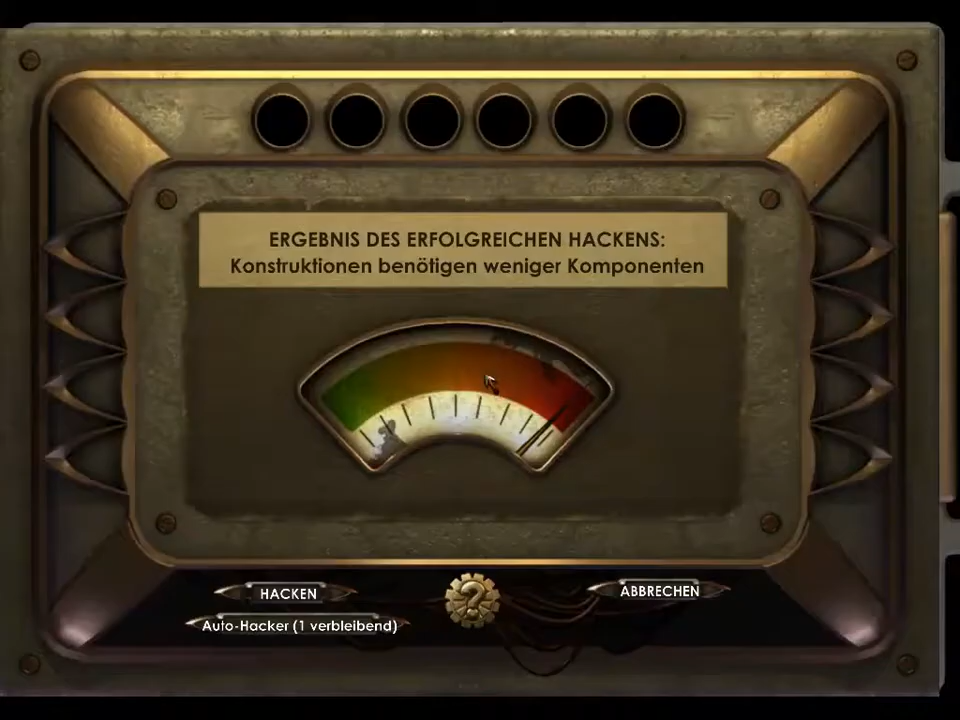 ERGEBNIS DES ERFOLGREICHEN HACKENS:
Konstruktionen benötigen weniger Komponenten
HACKEN
?
ABBRECHEN
Auto-Hacker (1 verbleibend)